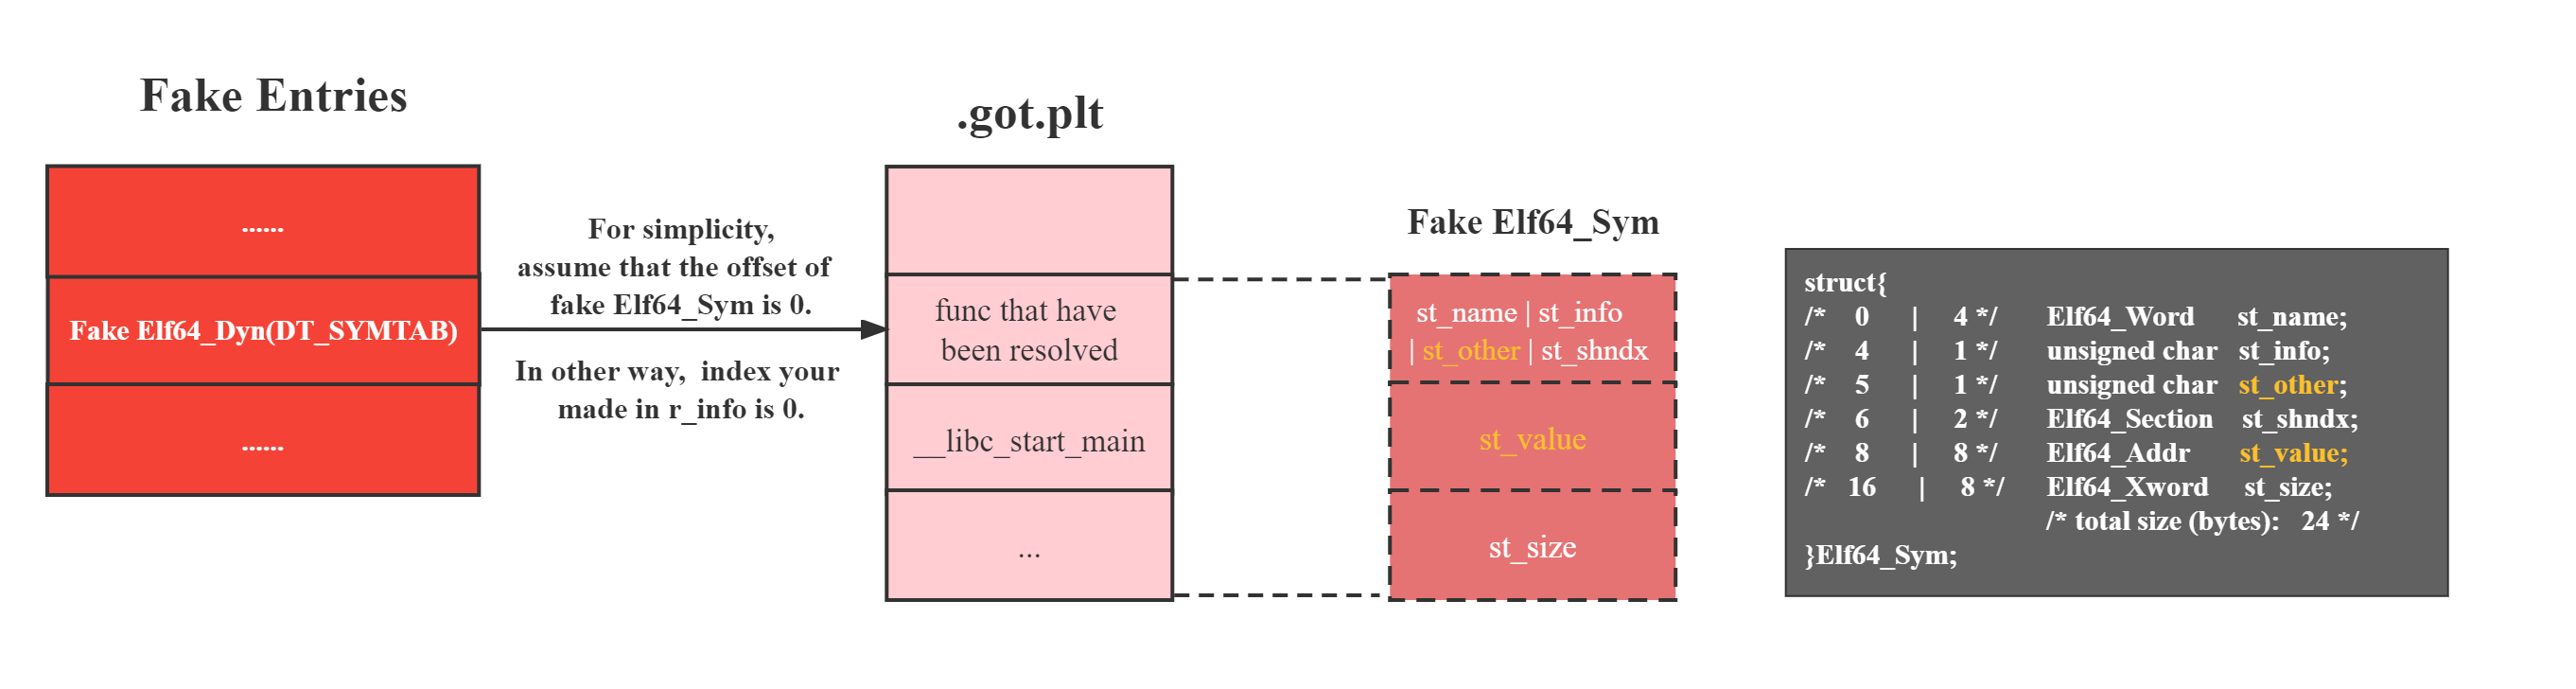 Fake Entries
......
Fake Elf64_Dyn(DT_SYMTAB)
......
For simplicity,
assume that the offset of
fake Elf64_Sym is 0.
In other way, index your
made in r_info is 0.
.got.plt
func that have
been resolved
__libc_start_main
...
Fake Elf64_Sym
st_name | st_info
| st_other | st_shndx
st_value
st_size
struct{
/* 0 | 4 */ Elf64_Word st_name;
/* 4 | 1 */ unsigned char st_info;
/* 5 | 1 */ unsigned char st_other;
/* 6 | 2 */ Elf64_Section st_shndx;
/* 8 | 8 */ Elf64_Addr st_value;
/* 16 | 8 */ Elf64_Xword st_size;
/* total size (bytes): 24 */
}Elf64_Sym;